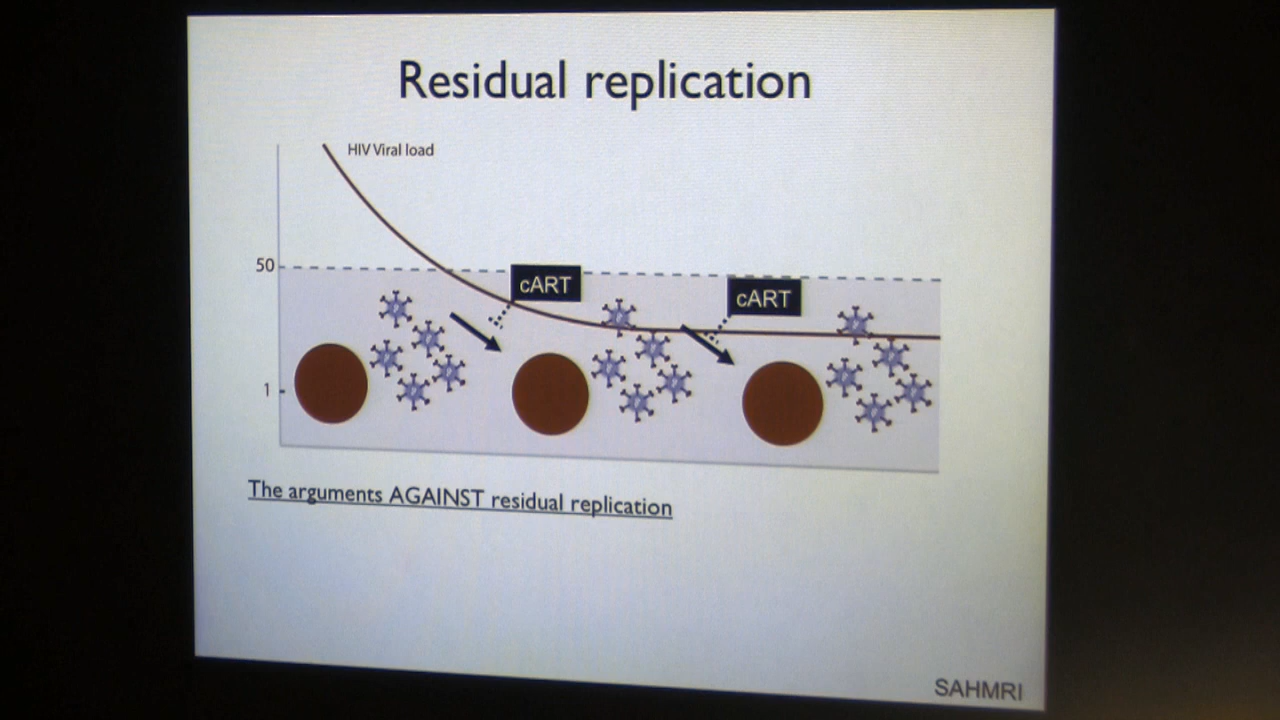 Residual replication
HIV Viral load
50
cART
cART
1
The arguments AGAINST residual replication
SAHMRI